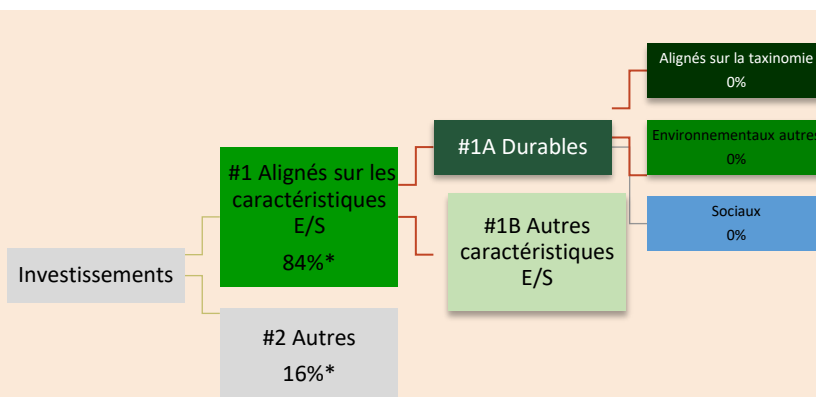 Investissements
#1 Alignés sur les
caractéristiques
E/S
84%*
#2 Autres
16%*
#1A Durables
#1B Autres
caractéristiques
E/S
Alignés sur la taxinomie
0%
Environnementaux autres
0%
Sociaux
0%